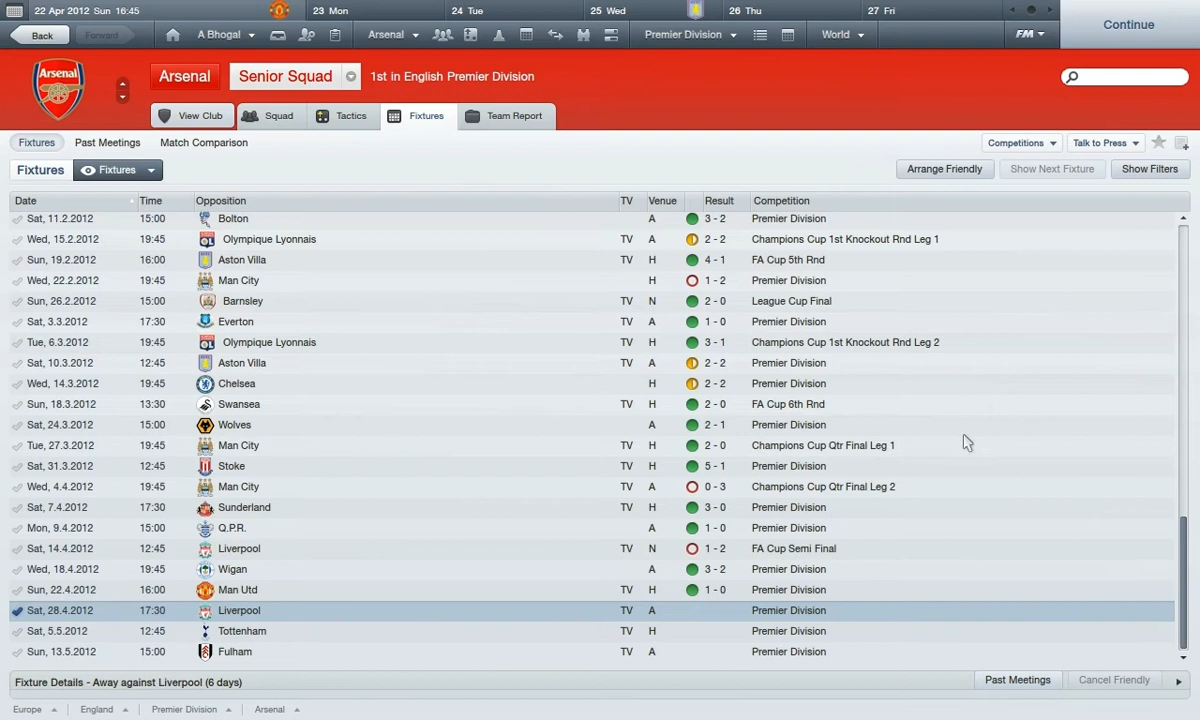 22 Apr 2012 Sun 16:45 23 Mon 24 Tue 25 Wed 26 Thu 27 Fri
Back Forward A Bhogal Arsenal Premier Division World FM Continue
Arsenal Arsenal Senior Squad 1st in English Premier Division
View Club Squad Tactics Fixtures Team Report
Fixtures Past Meetings Match Comparison Competitions Talk to Press
Fixtures Fixtures Arrange Friendly Show Next Fixture Show Filters
Date Time Opposition TV Venue Result Competition
Sat, 11.2.2012 15:00 Bolton A 3 - 2 Premier Division
Wed, 15.2.2012 19:45 Olympique Lyonnais TV A 2 - 2 Champions Cup 1st Knockout Rnd Leg 1
Sun, 19.2.2012 16:00 Aston Villa TV H 4 - 1 FA Cup 5th Rnd
Wed, 22.2.2012 19:45 Man City H 1 - 2 Premier Division
Sun, 26.2.2012 15:00 Barnsley TV N 2 - 0 League Cup Final
Sat, 3.3.2012 17:30 Everton TV A 1 - 0 Premier Division
Tue, 6.3.2012 19:45 Olympique Lyonnais TV H 3 - 1 Champions Cup 1st Knockout Rnd Leg 2
Sat, 10.3.2012 12:45 Aston Villa TV A 2 - 2 Premier Division
Wed, 14.3.2012 19:45 Chelsea H 2 - 2 Premier Division
Sun, 18.3.2012 13:30 Swansea TV H 2 - 0 FA Cup 6th Rnd
Sat, 24.3.2012 15:00 Wolves A 2 - 1 Premier Division
Tue, 27.3.2012 19:45 Man City TV H 2 - 0 Champions Cup Qtr Final Leg 1
Sat, 31.3.2012 12:45 Stoke TV H 5 - 1 Premier Division
Wed, 4.4.2012 19:45 Man City TV A 0 - 3 Champions Cup Qtr Final Leg 2
Sat, 7.4.2012 17:30 Sunderland TV H 3 - 0 Premier Division
Mon, 9.4.2012 15:00 Q.P.R. A 1 - 0 Premier Division
Sat, 14.4.2012 12:45 Liverpool TV N 1 - 2 FA Cup Semi Final
Wed, 18.4.2012 19:45 Wigan A 3 - 2 Premier Division
Sun, 22.4.2012 16:00 Man Utd TV H 1 - 0 Premier Division
Sat, 28.4.2012 17:30 Liverpool TV A Premier Division
Sat, 5.5.2012 12:45 Tottenham TV H Premier Division
Sun, 13.5.2012 15:00 Fulham TV A Premier Division
Fixture Details - Away against Liverpool (6 days) Past Meetings Cancel Friendly
Europe England Premier Division Arsenal